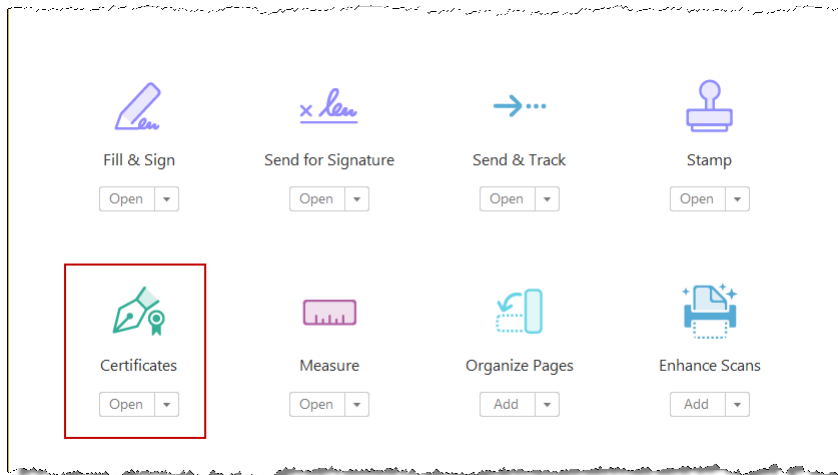 Fill & Sign
Send for Signature
Send & Track
Stamp
Open
Open
Open
Open
Certificates
Measure
Organize Pages
Enhance Scans
Open
Open
Add
Add